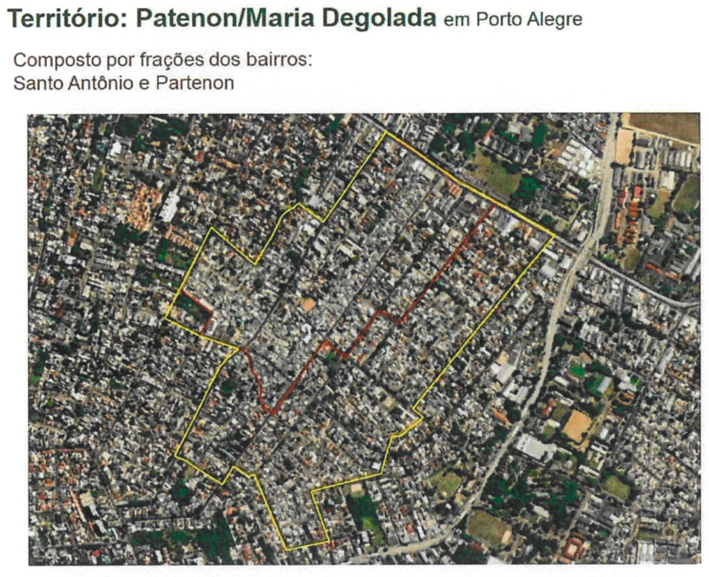 Território: Patenon/Maria Degolada em Porto Alegre
Composto por frações dos bairros:
Santo Antônio e Partenon